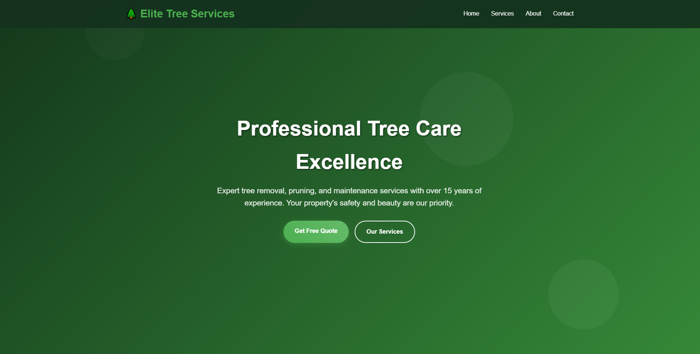 Elite Tree Services
Home Services About Contact
Professional Tree Care
Excellence
Expert tree removal, pruning, and maintenance services with over 15 years of
experience. Your property's safety and beauty are our priority.
Get Free Quote Our Services